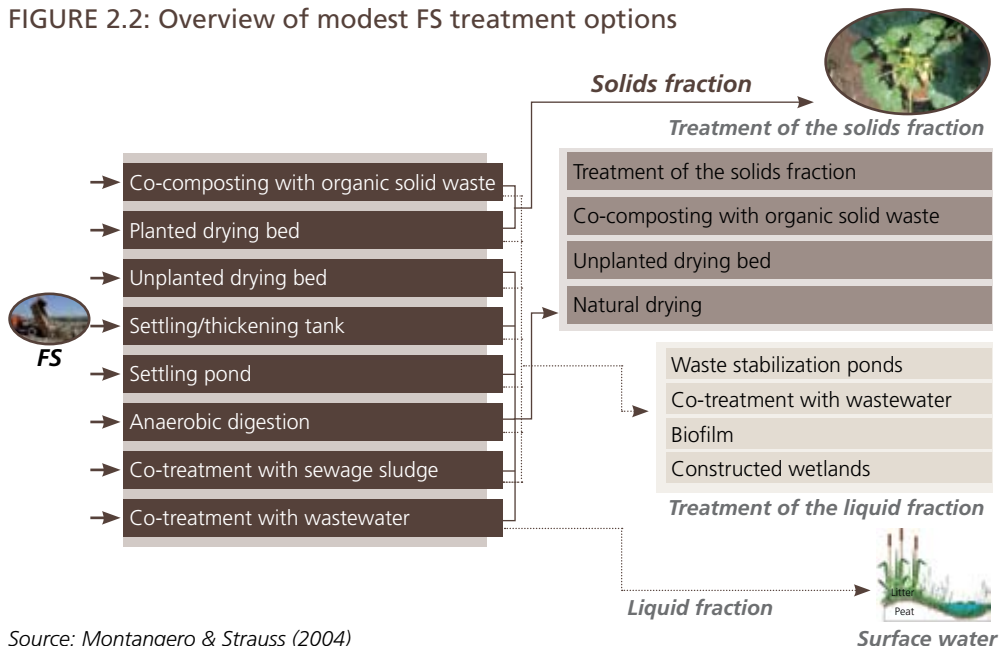 FIGURE 2.2: Overview of modest FS treatment options
Solids fraction
Treatment of the solids fraction
Co-composting with organic solid waste
Planted drying bed
Unplanted drying bed
Settling/thickening tank
Settling pond
Anaerobic digestion
Co-treatment with sewage sludge
Co-treatment with wastewater
FS
Treatment of the solids fraction
Co-composting with organic solid waste
Unplanted drying bed
Natural drying
Waste stabilization ponds
Co-treatment with wastewater
Biofilm
Constructed wetlands
Treatment of the liquid fraction
Liquid fraction
Litter
Peat
Surface water
Source: Montangero & Strauss (2004)